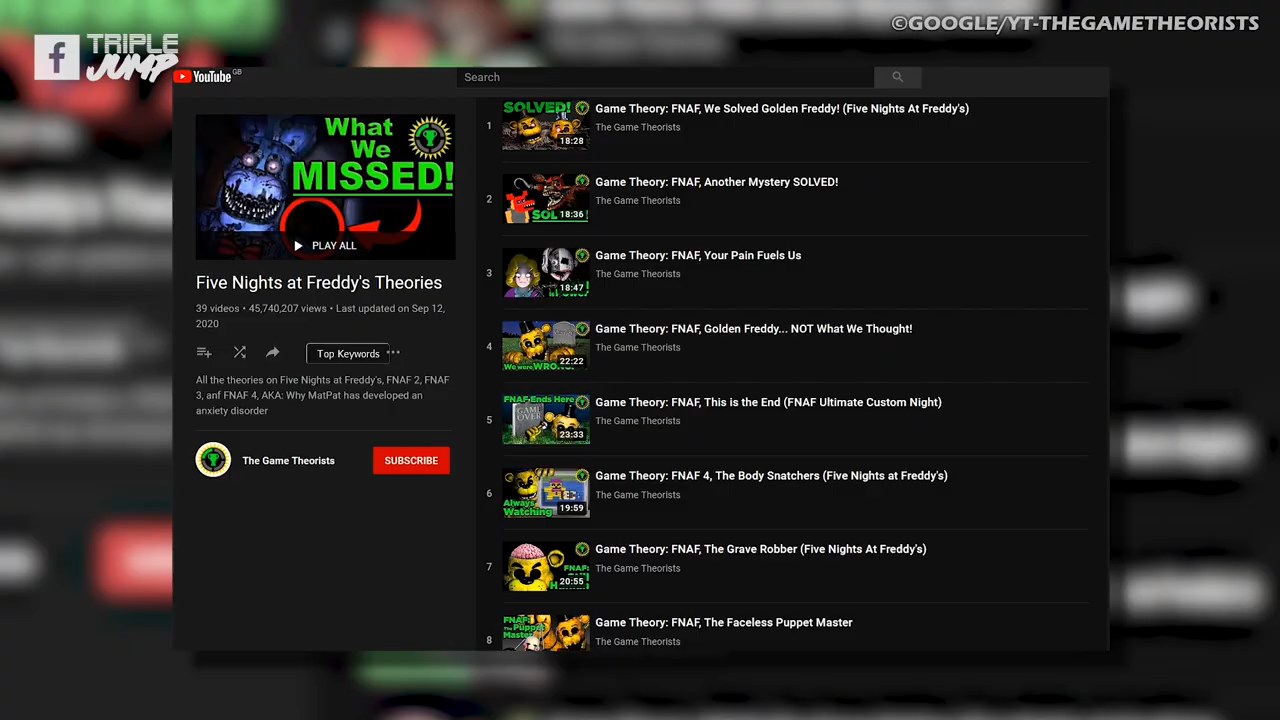 ©GOOGLE/YT-THEGAMETHEORISTS
f TRIPLE
JUMP
YouTube GB
Search
What
We
MISSED!
PLAY ALL
Five Nights at Freddy's Theories
39 videos • 45,740,207 views • Last updated on Sep 12,
2020
Top Keywords
All the theories on Five Nights at Freddy's, FNAF 2, FNAF
3, anf FNAF 4, AKA: Why MatPat has developed an
anxiety disorder
The Game Theorists
SUBSCRIBE
1
SOLVED!
18:28
Game Theory: FNAF, We Solved Golden Freddy! (Five Nights At Freddy's)
The Game Theorists
2
18:36
Game Theory: FNAF, Another Mystery SOLVED!
The Game Theorists
3
18:47
Game Theory: FNAF, Your Pain Fuels Us
The Game Theorists
4
22:22
Game Theory: FNAF, Golden Freddy... NOT What We Thought!
The Game Theorists
5
FNAF Ends Here
GAME
OVER
23:33
Game Theory: FNAF, This is the End (FNAF Ultimate Custom Night)
The Game Theorists
6
Always
Watching
19:59
Game Theory: FNAF 4, The Body Snatchers (Five Nights at Freddy's)
The Game Theorists
7
FNAF:
20:55
Game Theory: FNAF, The Grave Robber (Five Nights At Freddy's)
The Game Theorists
8
FNAF:
The Puppet
Master
Game Theory: FNAF, The Faceless Puppet Master
The Game Theorists